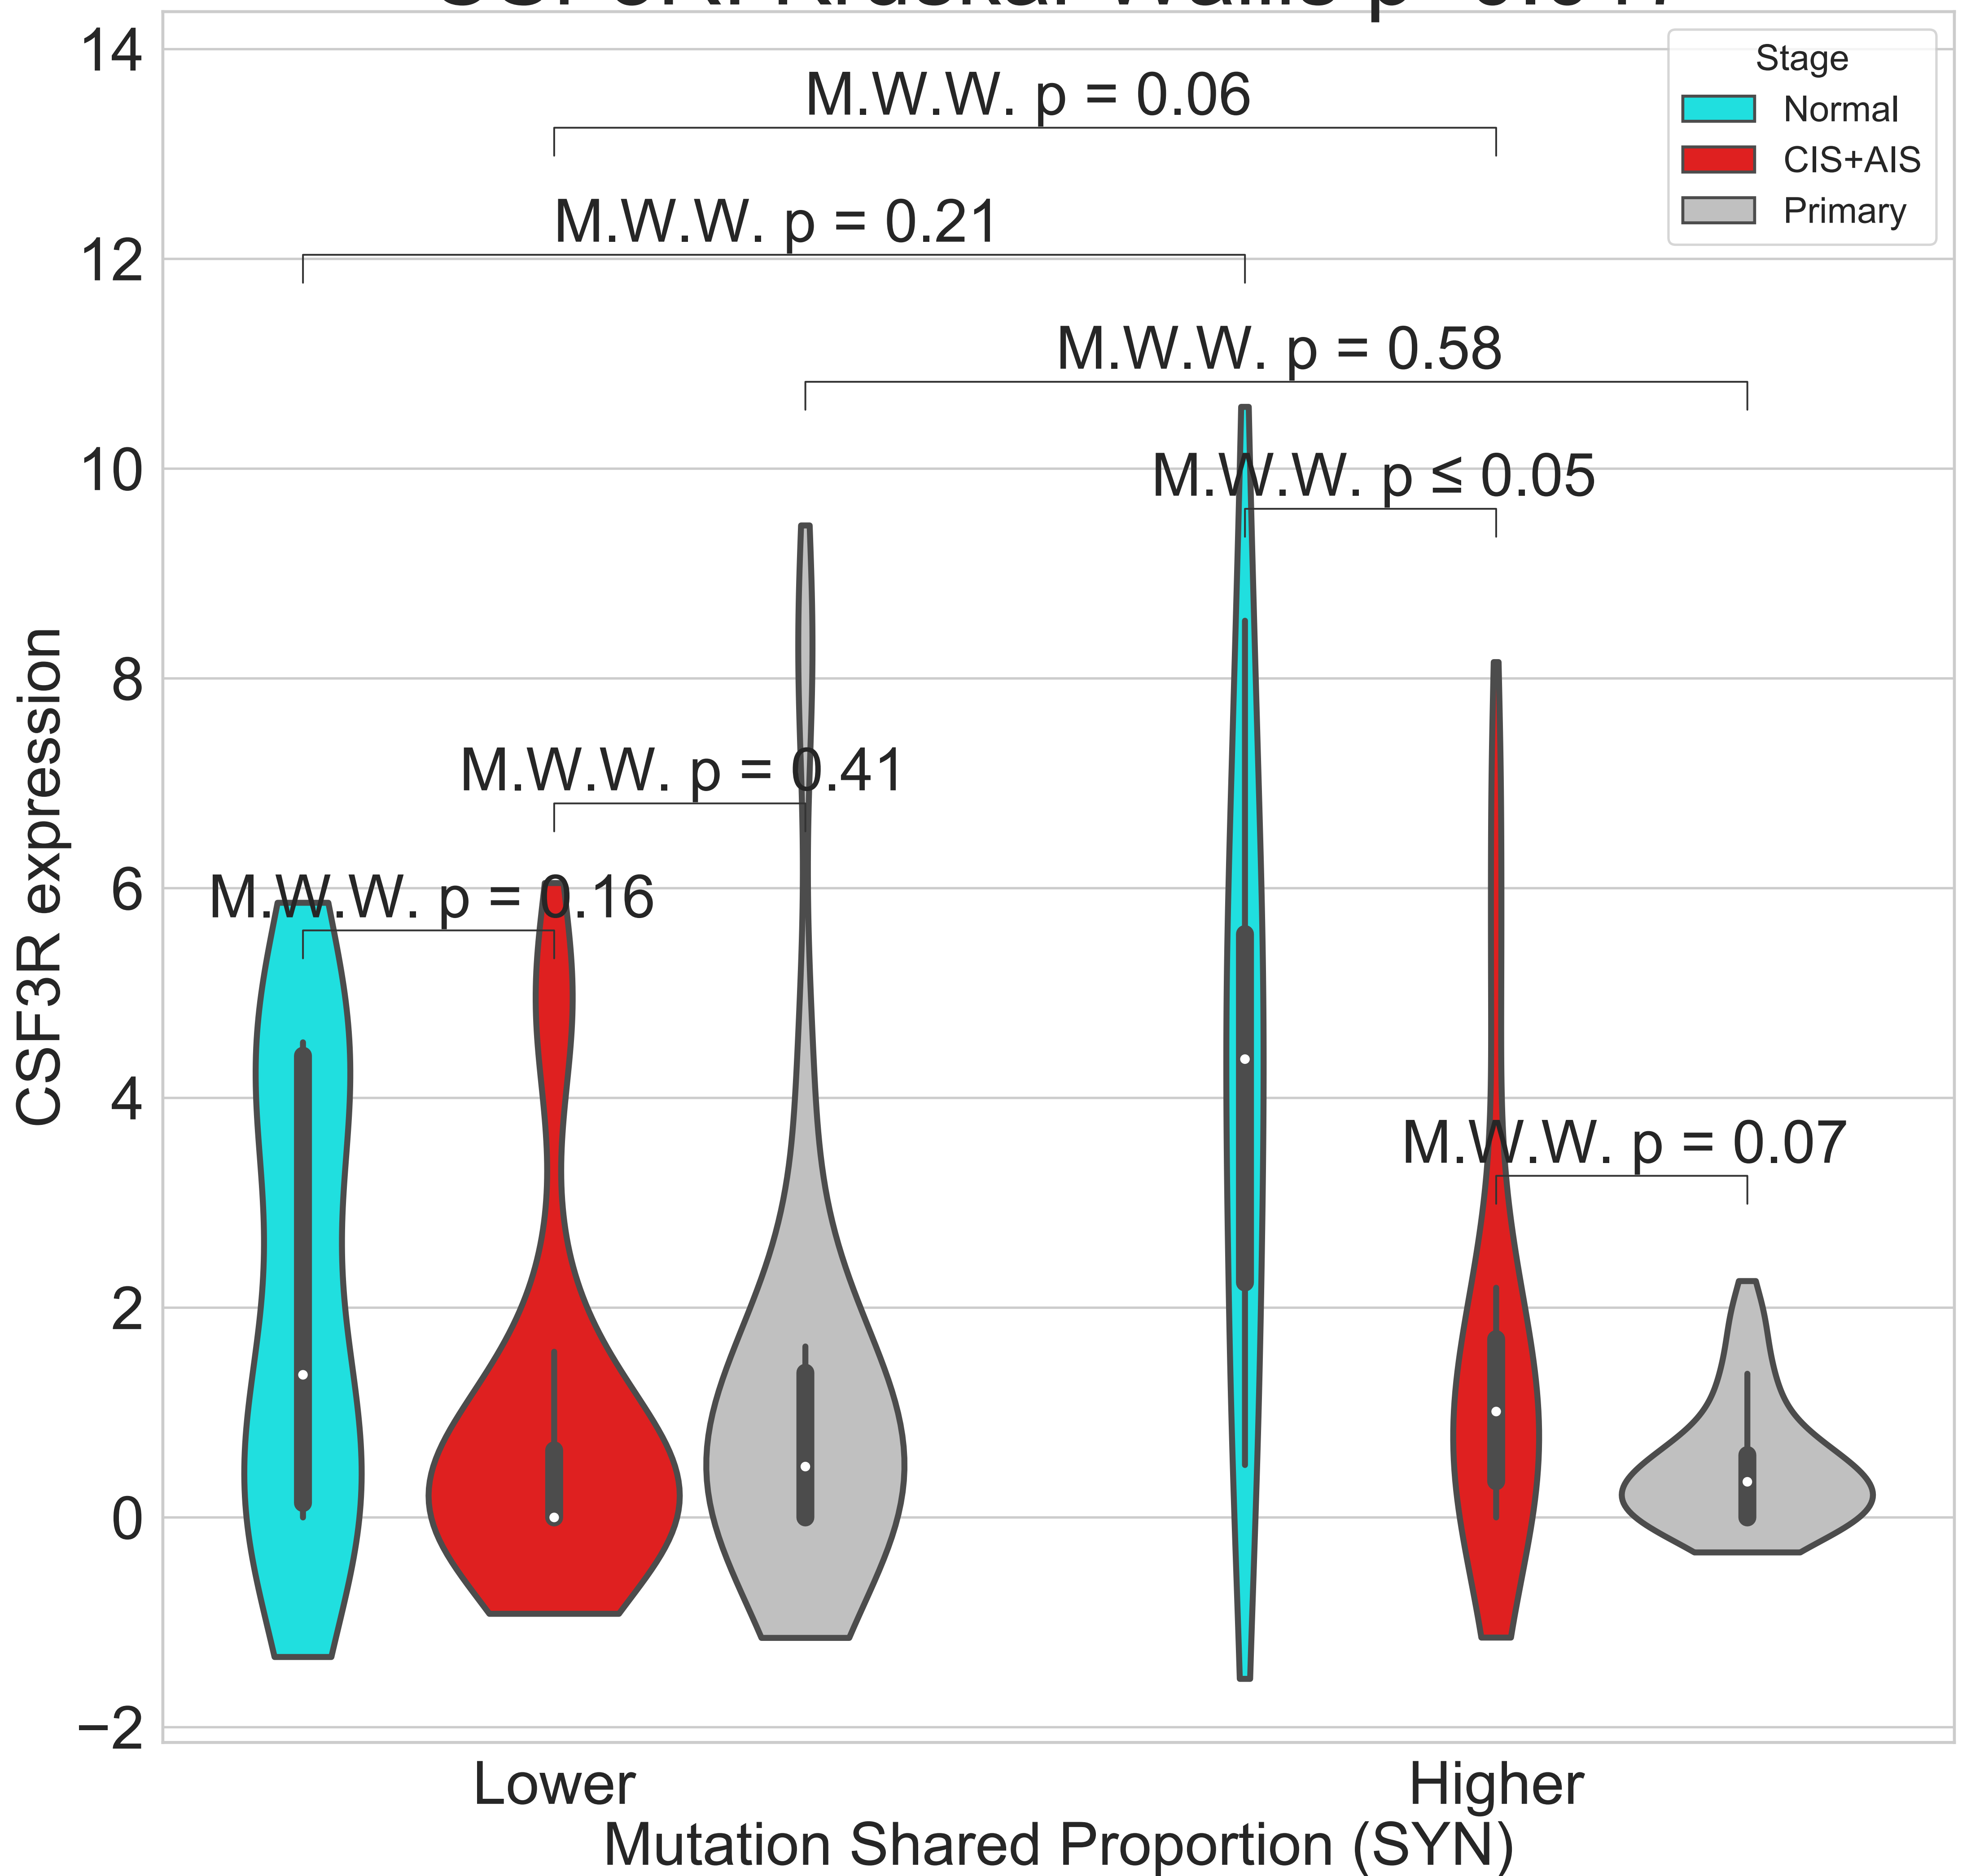 14
M.W.W. p = 0.06
Stage
Normal
CIS+AIS
Primary
M.W.W. p = 0.21
12
M.W.W. p = 0.58
10
M.W.W. p ≤ 0.05
8
M.W.W. p = 0.41
6
M.W.W. p = 0.16
CSF3R expression
4
M.W.W. p = 0.07
2
0
−2
Lower
Higher
Mutation Shared Proportion (SYN)